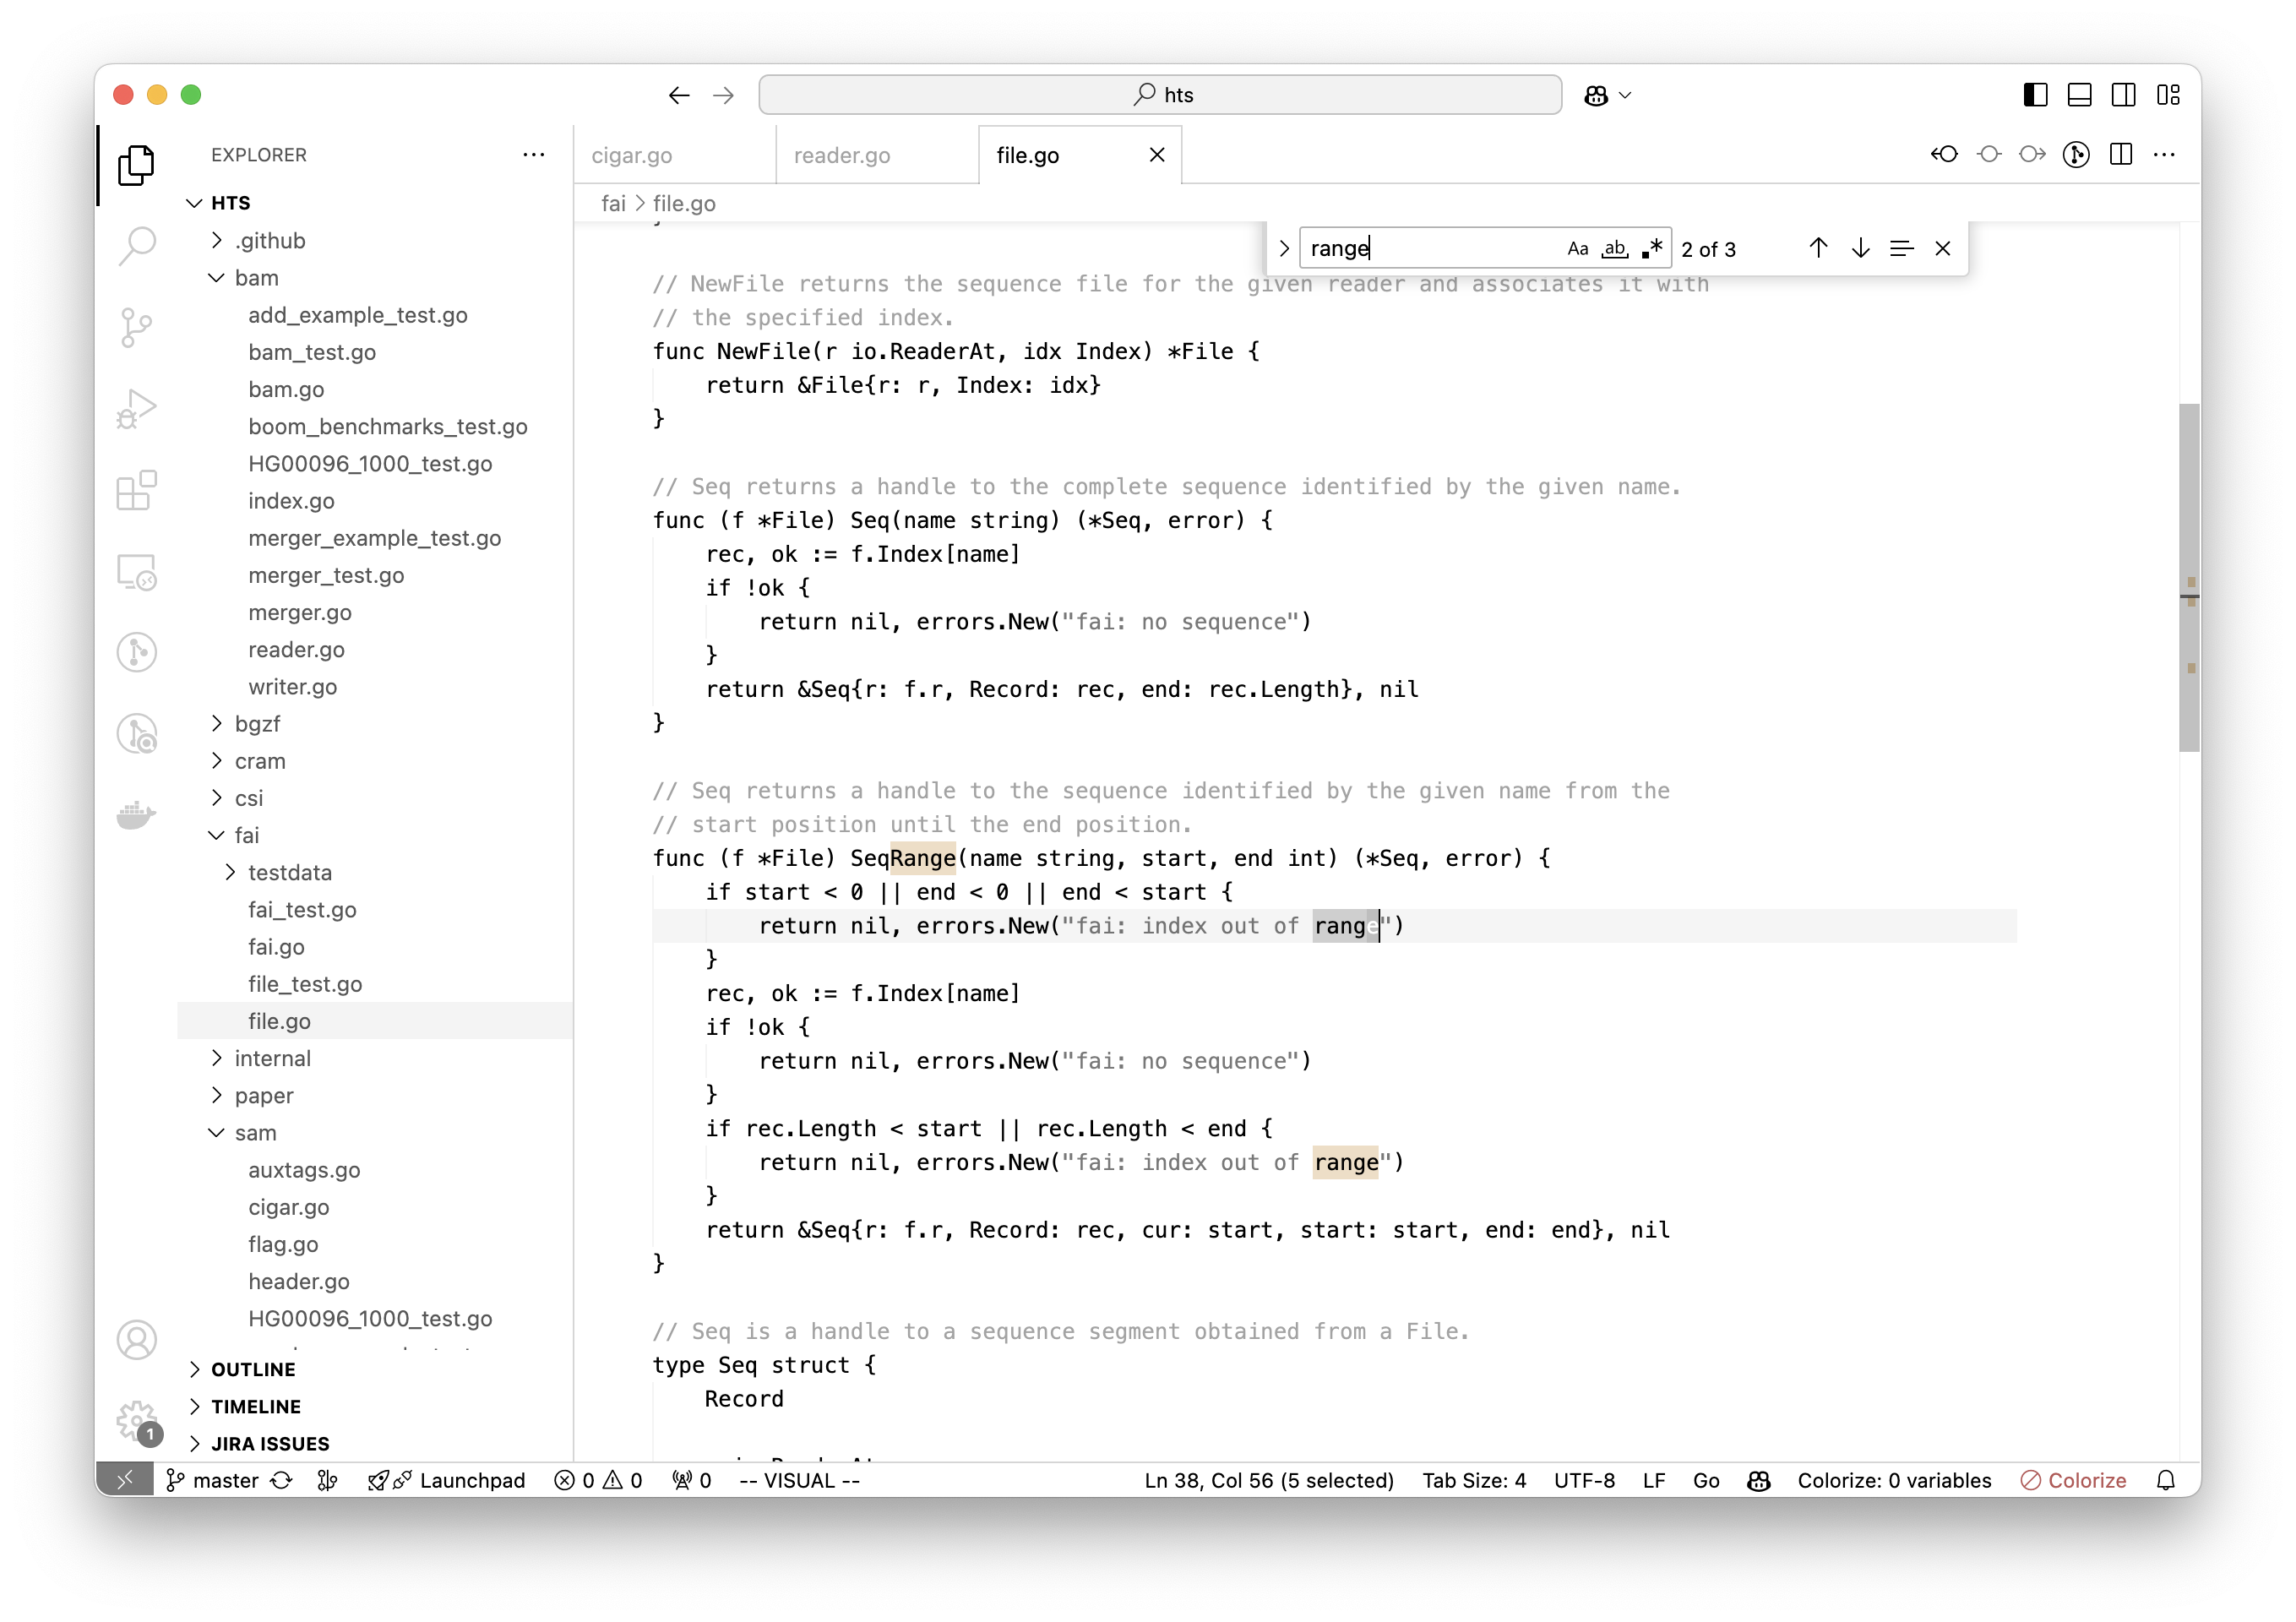 hts
EXPLORER
HTS
.github
bam
add_example_test.go
bam_test.go
bam.go
boom_benchmarks_test.go
HG00096_1000_test.go
index.go
merger_example_test.go
merger_test.go
merger.go
reader.go
writer.go
bgzf
cram
csi
fai
testdata
fai_test.go
fai.go
file_test.go
file.go
internal
paper
sam
auxtags.go
cigar.go
flag.go
header.go
HG00096_1000_test.go
OUTLINE
TIMELINE
JIRA ISSUES
1
cigar.go
reader.go
file.go
fai > file.go
range
Aa ab .* 2 of 3
// NewFile returns the sequence file for the given reader and associates it with
// the specified index.
func NewFile(r io.ReaderAt, idx Index) *File {
return &File{r: r, Index: idx}
}
// Seq returns a handle to the complete sequence identified by the given name.
func (f *File) Seq(name string) (*Seq, error) {
rec, ok := f.Index[name]
if !ok {
return nil, errors.New("fai: no sequence")
}
return &Seq{r: f.r, Record: rec, end: rec.Length}, nil
}
// Seq returns a handle to the sequence identified by the given name from the
// start position until the end position.
func (f *File) SeqRange(name string, start, end int) (*Seq, error) {
if start < 0 || end < 0 || end < start {
return nil, errors.New("fai: index out of range")
}
rec, ok := f.Index[name]
if !ok {
return nil, errors.New("fai: no sequence")
}
if rec.Length < start || rec.Length < end {
return nil, errors.New("fai: index out of range")
}
return &Seq{r: f.r, Record: rec, cur: start, start: start, end: end}, nil
}
// Seq is a handle to a sequence segment obtained from a File.
type Seq struct {
Record
master Launchpad 0 0 0 -- VISUAL -- Ln 38, Col 56 (5 selected) Tab Size: 4 UTF-8 LF Go Colorize: 0 variables Colorize